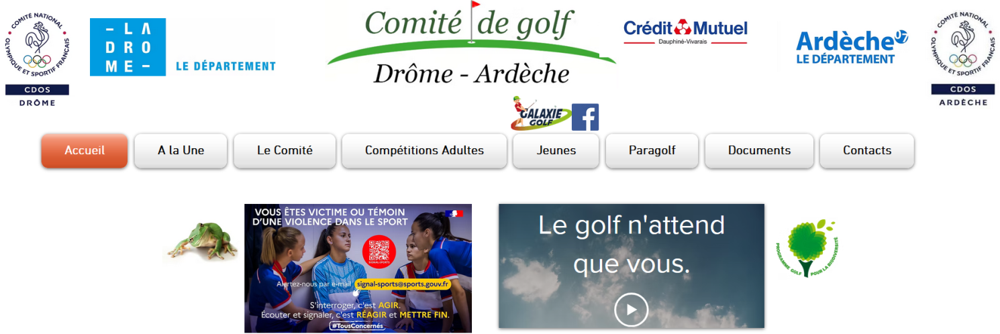 COMITÉ NATIONAL
OLYMPIQUE ET SPORTIF FRANÇAIS
CDOS
DRÔME
– L A
D R O
M E –
LE DÉPARTEMENT
Comité de golf
Drôme - Ardèche
Crédit Mutuel
Dauphiné-Vivarais
Ardèche 07
LE DÉPARTEMENT
COMITÉ NATIONAL
OLYMPIQUE ET SPORTIF FRANÇAIS
CDOS
ARDÈCHE
GALAXIE
GOLF
f
Accueil
A la Une
Le Comité
Compétitions Adultes
Jeunes
Paragolf
Documents
Contacts
VOUS ÊTES VICTIME OU TÉMOIN
D'UNE VIOLENCE DANS LE SPORT
SIGNAL-SPORTS
Alertez-nous par e-mail signal-sports@sports.gouv.fr
S'interroger, c'est AGIR.
Écouter et signaler, c'est RÉAGIR et METTRE FIN.
#TousConcernés
Le golf n'attend
que vous.
PROGRAMME GOLF POUR LA BIODIVERSITÉ